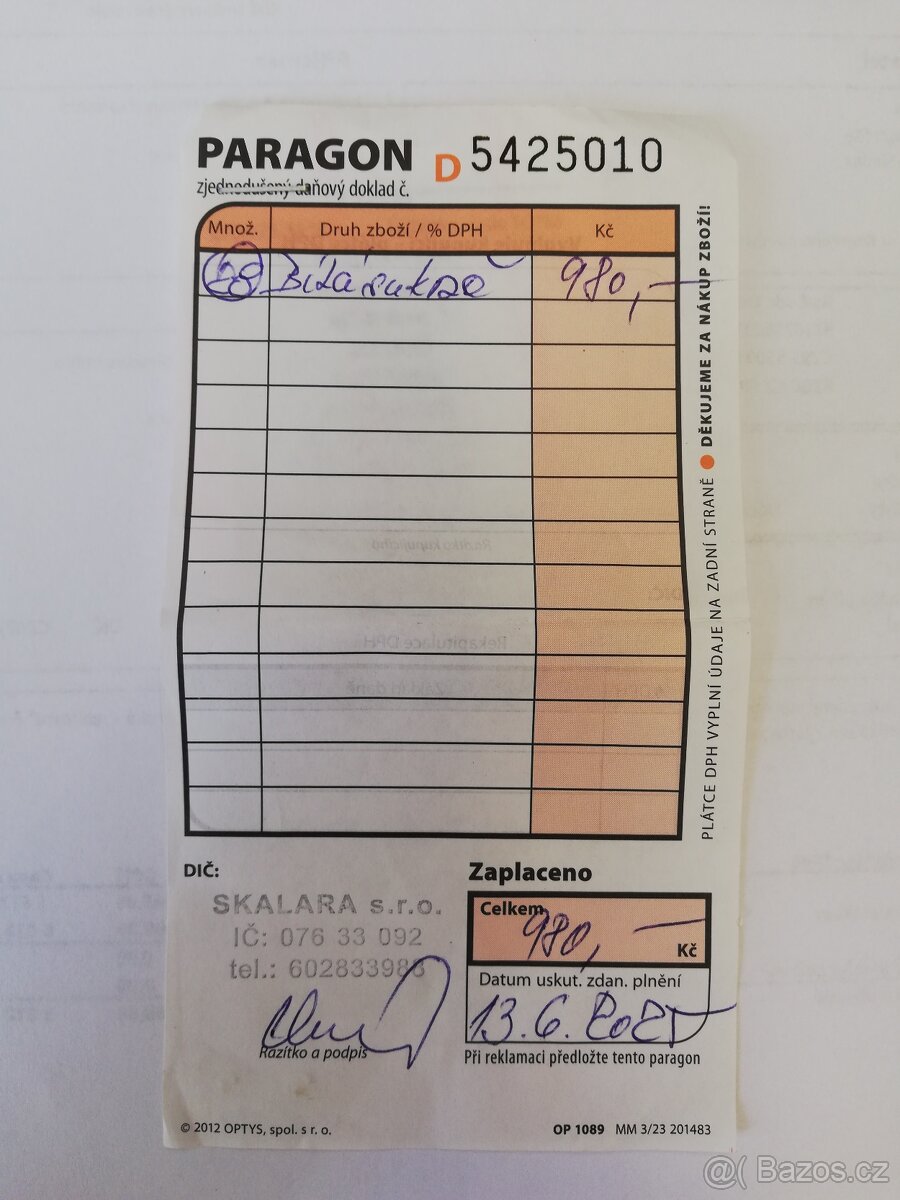 PARAGON D 5425010
zjednodušený daňový doklad č.
Množ. Druh zboží / % DPH Kč
28 Bílá sukně 980,—
DĚKUJEME ZA NÁKUP ZBOŽÍ!
PLÁTCE DPH VYPLNÍ ÚDAJE NA ZADNÍ STRANĚ
DIČ:
SKALARA s.r.o.
IČ: 076 33 092
tel.: 602833988
Razítko a podpis
Zaplaceno
Celkem
980,— Kč
Datum uskut. zdan. plnění
13.6.2025
Při reklamaci předložte tento paragon
© 2012 OPTYS, spol. s r. o.
OP 1089 MM 3/23 201483
@( Bazos.cz